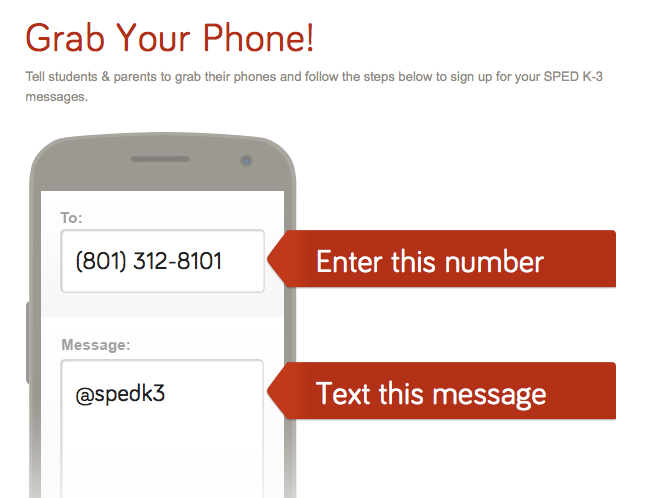 Grab Your Phone!
Tell students & parents to grab their phones and follow the steps below to sign up for your SPED K-3
messages.
To:
(801) 312-8101
Enter this number
Message:
@spedk3
Text this message